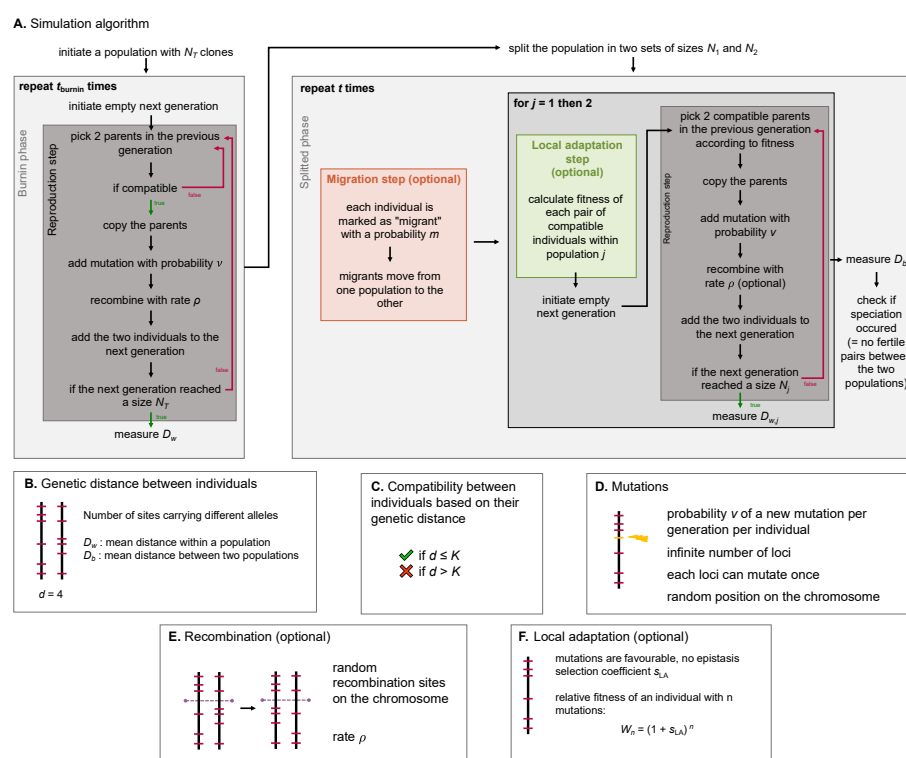 A. Simulation algorithm
initiate a population with N_T clones
split the population in two sets of sizes N_1 and N_2
repeat t_burnin times
initiate empty next generation
Burnin phase
Reproduction step
pick 2 parents in the previous
generation
if compatible
false
true
copy the parents
add mutation with probability ν
recombine with rate ρ
add the two individuals to the
next generation
false
if the next generation reached
a size N_T
true
measure D_w
repeat t times
Splitted phase
Migration step (optional)
each individual is
marked as "migrant"
with a probability m
migrants move from
one population to the
other
for j = 1 then 2
Local adaptation
step
(optional)
calculate fitness of
each pair of
compatible
individuals within
population j
initiate empty
next generation
Reproduction step
pick 2 compatible parents
in the previous generation
according to fitness
copy the parents
add mutation with
probability ν
recombine with
rate ρ (optional)
add the two individuals to
the next generation
if the next generation
reached a size N_j
false
true
measure D_w,j
measure D_b
check if
speciation
occured
(= no fertile
pairs between
the two
populations)
B. Genetic distance between individuals
Number of sites carrying different alleles
D_w : mean distance within a population
D_b : mean distance between two populations
d = 4
C. Compatibility between
individuals based on their
genetic distance
if d ≤ K
if d > K
D. Mutations
probability ν of a new mutation per
generation per individual
infinite number of loci
each loci can mutate once
random position on the chromosome
E. Recombination (optional)
random
recombination sites
on the chromosome
rate ρ
F. Local adaptation (optional)
mutations are favourable, no epistasis
selection coefficient s_LA
relative fitness of an individual with n
mutations:
W_n = (1 + s_LA)^n